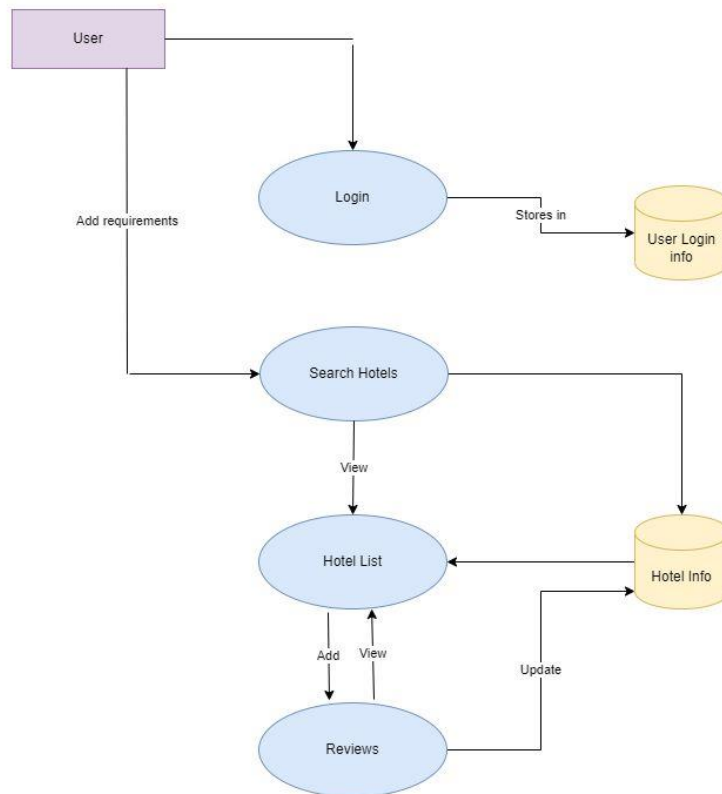 User
Login
Stores in
User Login
info
Add requirements
Search Hotels
View
Hotel List
Hotel Info
Add
View
Update
Reviews